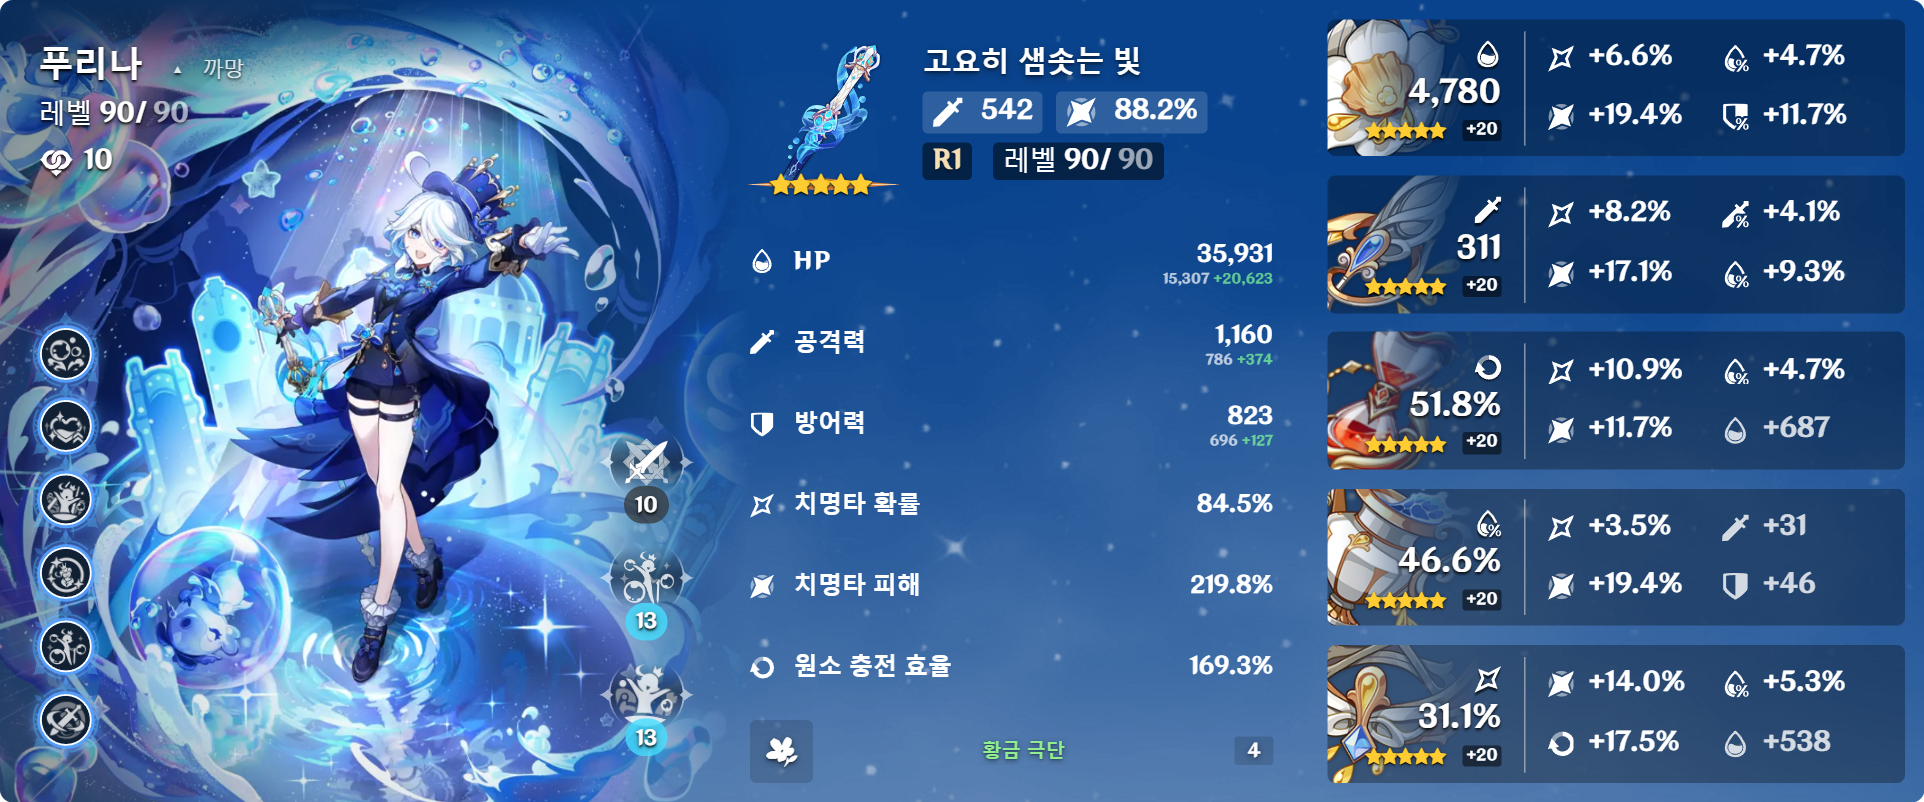 푸리나 ▲ 까망
레벨 90/ 90
10
10
13
13
고요히 샘솟는 빛
542 88.2%
R1 레벨 90/ 90
HP 35,931
15,307 +20,623
공격력 1,160
786 +374
방어력 823
696 +127
치명타 확률 84.5%
치명타 피해 219.8%
원소 충전 효율 169.3%
황금 극단 4
4,780 +20
+6.6% +4.7%
+19.4% +11.7%
311 +20
+8.2% +4.1%
+17.1% +9.3%
51.8% +20
+10.9% +4.7%
+11.7% +687
46.6% +20
+3.5% +31
+19.4% +46
31.1% +20
+14.0% +5.3%
+17.5% +538